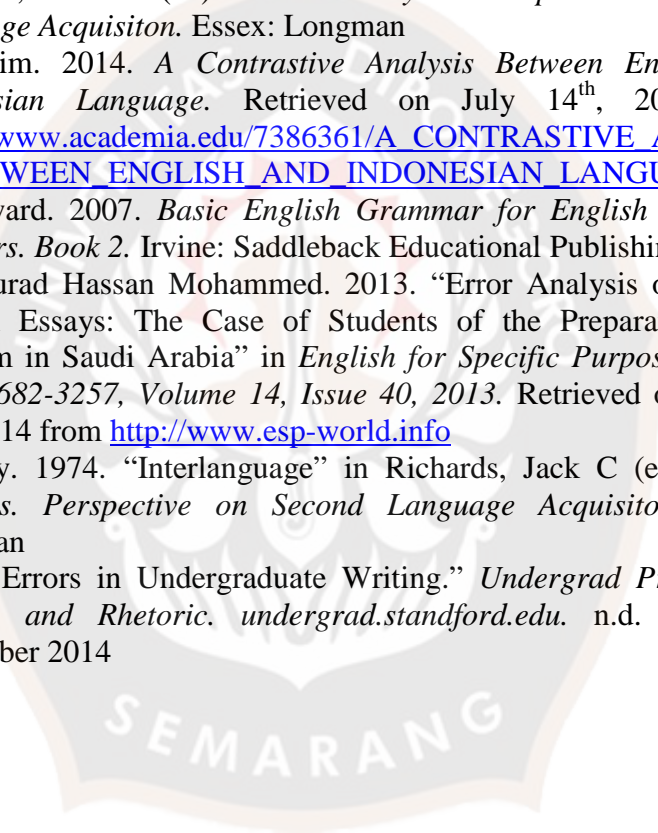 ge Acquisiton. Essex: Longman
im. 2014. A Contrastive Analysis Between En
sian Language. Retrieved on July 14th, 20
www.academia.edu/7386361/A_CONTRASTIVE_A
WEEN_ENGLISH_AND_INDONESIAN_LANGU
ward. 2007. Basic English Grammar for English
rs. Book 2. Irvine: Saddleback Educational Publishin
urad Hassan Mohammed. 2013. “Error Analysis o
Essays: The Case of Students of the Prepara
m in Saudi Arabia” in English for Specific Purpos
682-3257, Volume 14, Issue 40, 2013. Retrieved o
14 from http://www.esp-world.info
y. 1974. “Interlanguage” in Richards, Jack C (e
s. Perspective on Second Language Acquisito
an
Errors in Undergraduate Writing.” Undergrad P
and Rhetoric. undergrad.standford.edu. n.d.
ber 2014
UNIVERSITAS DIPONEGORO
SEMARANG